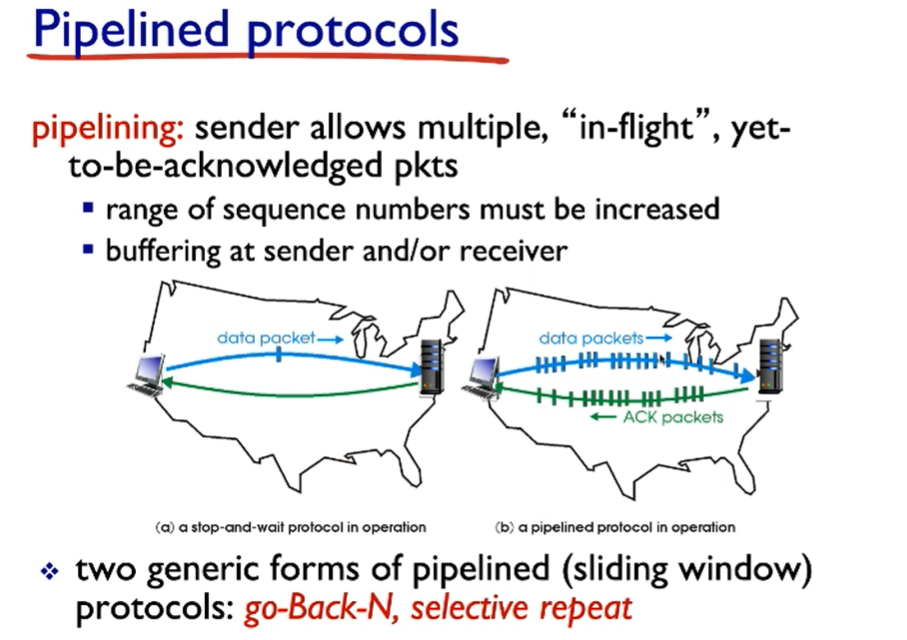 Pipelined protocols
pipelining: sender allows multiple, “in-flight”, yet-
to-be-acknowledged pkts
▪ range of sequence numbers must be increased
▪ buffering at sender and/or receiver
data packet→
data packets→
← ACK packets
(a) a stop-and-wait protocol in operation
(b) a pipelined protocol in operation
❖ two generic forms of pipelined (sliding window)
protocols: go-Back-N, selective repeat